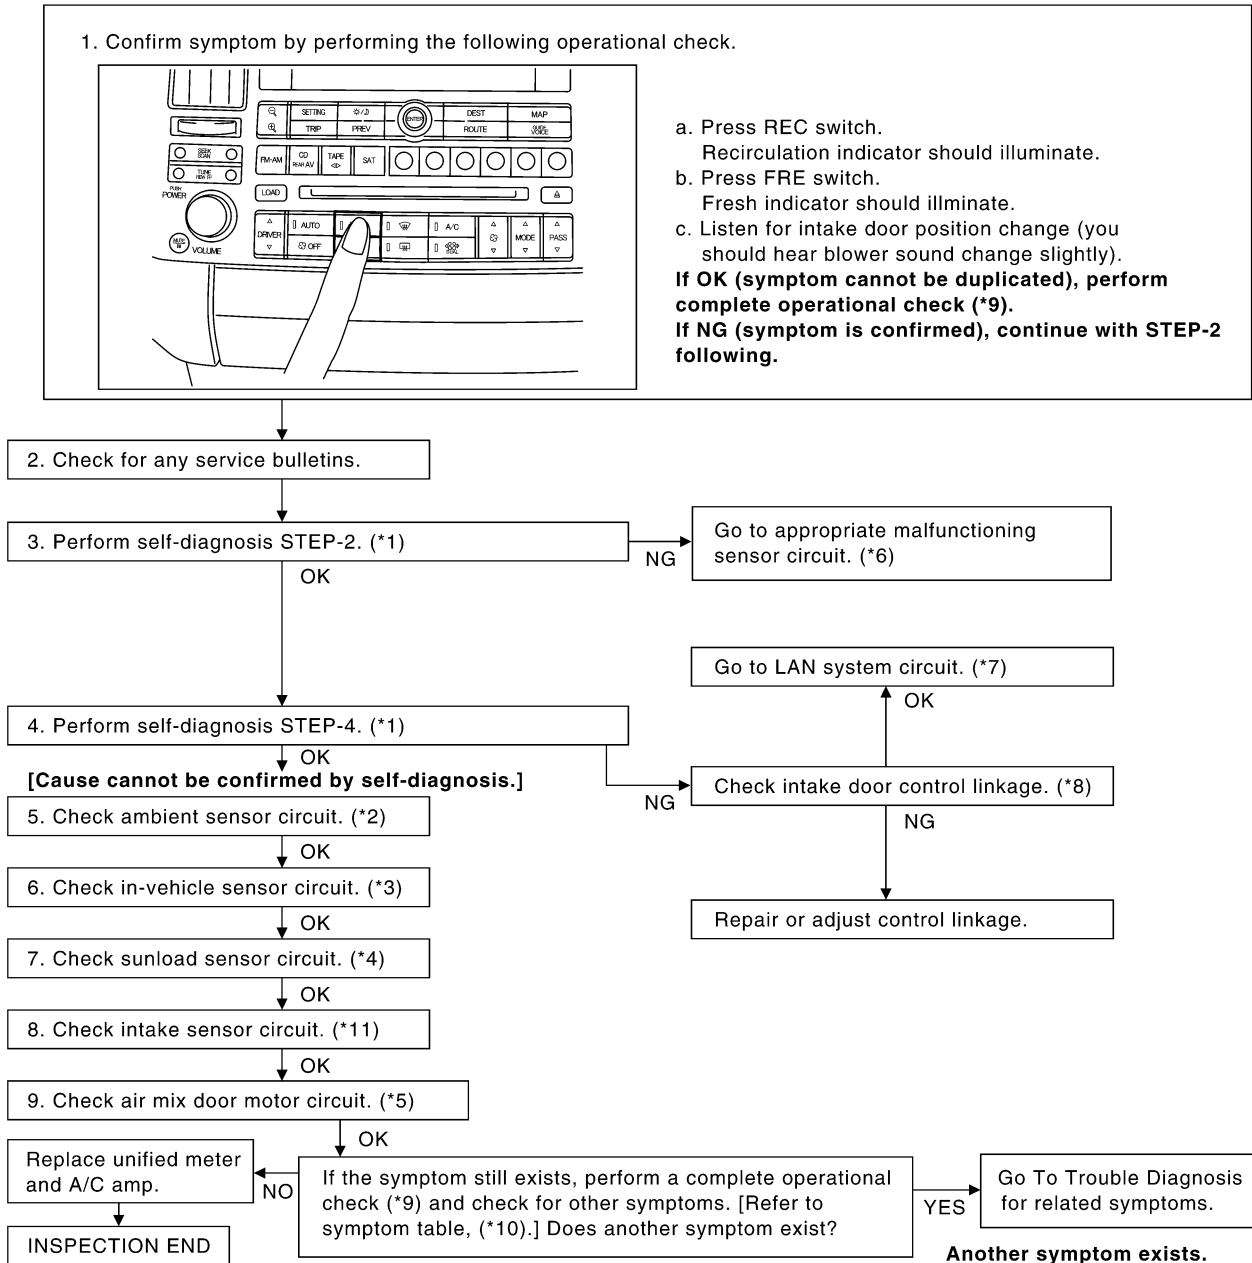 1. Confirm symptom by performing the following operational check.
SETTING
TRIP
PREV
ENTER
DEST
MAP
ROUTE
GUIDE
VOICE
SEEK
SCAN
TUNE
FM·AM
CD
REAR AV
TAPE
SAT
PUSH
POWER
LOAD
MUTE
VOLUME
DRIVER
AUTO
OFF
A/C
DUAL
MODE
PASS
a. Press REC switch.
Recirculation indicator should illuminate.
b. Press FRE switch.
Fresh indicator should illminate.
c. Listen for intake door position change (you
should hear blower sound change slightly).
If OK (symptom cannot be duplicated), perform
complete operational check (*9).
If NG (symptom is confirmed), continue with STEP-2
following.
2. Check for any service bulletins.
3. Perform self-diagnosis STEP-2. (*1)
NG
Go to appropriate malfunctioning
sensor circuit. (*6)
OK
Go to LAN system circuit. (*7)
OK
4. Perform self-diagnosis STEP-4. (*1)
OK
[Cause cannot be confirmed by self-diagnosis.]
NG
Check intake door control linkage. (*8)
NG
Repair or adjust control linkage.
5. Check ambient sensor circuit. (*2)
OK
6. Check in-vehicle sensor circuit. (*3)
OK
7. Check sunload sensor circuit. (*4)
OK
8. Check intake sensor circuit. (*11)
OK
9. Check air mix door motor circuit. (*5)
OK
If the symptom still exists, perform a complete operational
check (*9) and check for other symptoms. [Refer to
symptom table, (*10).] Does another symptom exist?
NO
Replace unified meter
and A/C amp.
INSPECTION END
YES
Go To Trouble Diagnosis
for related symptoms.
Another symptom exists.